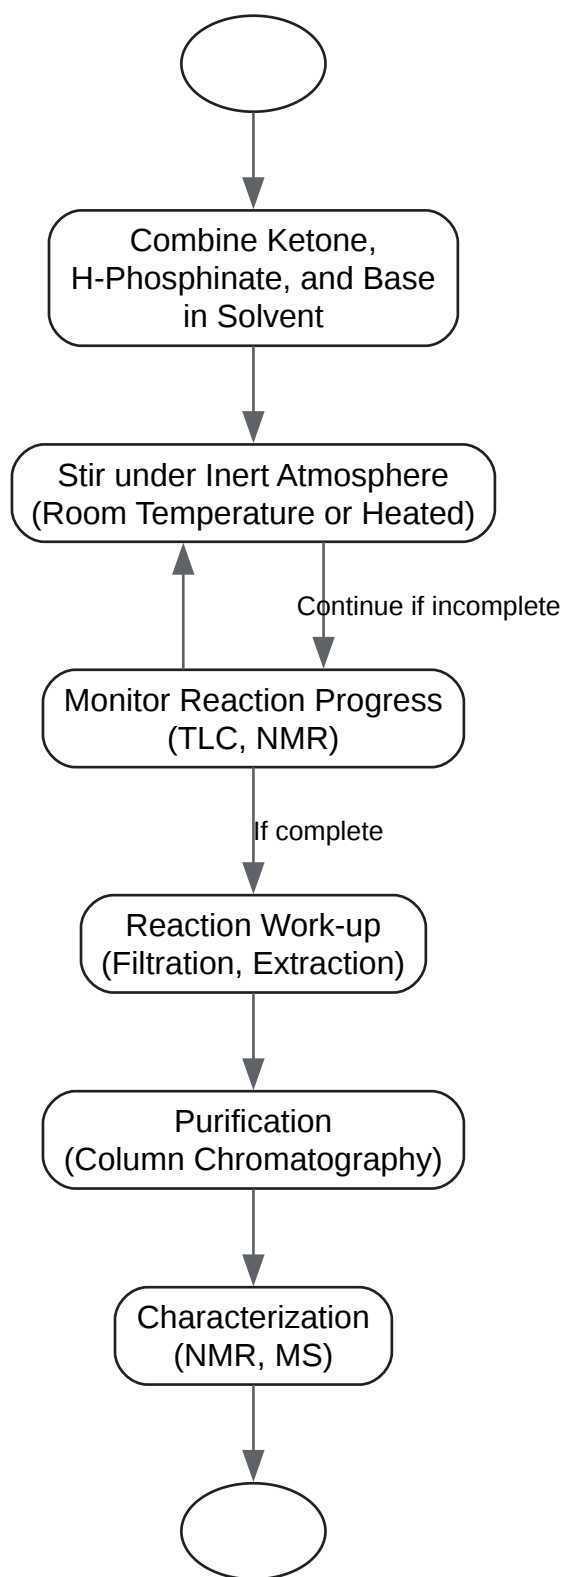 Combine Ketone,
H-Phosphinate, and Base
in Solvent
Stir under Inert Atmosphere
(Room Temperature or Heated)
Continue if incomplete
Monitor Reaction Progress
(TLC, NMR)
If complete
Reaction Work-up
(Filtration, Extraction)
Purification
(Column Chromatography)
Characterization
(NMR, MS)